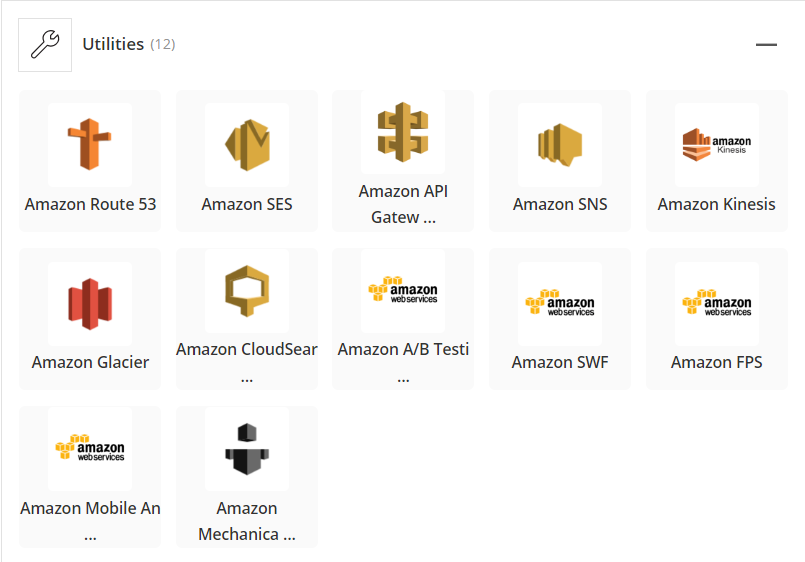 Utilities (12)
amazon
Kinesis
Amazon Route 53
Amazon SES
Amazon API
Gatew ...
Amazon SNS
Amazon Kinesis
amazon
webservices
amazon
webservices
amazon
webservices
Amazon Glacier
Amazon CloudSear
...
Amazon A/B Testi
...
Amazon SWF
Amazon FPS
amazon
webservices
Amazon Mobile An
...
Amazon
Mechanica ...